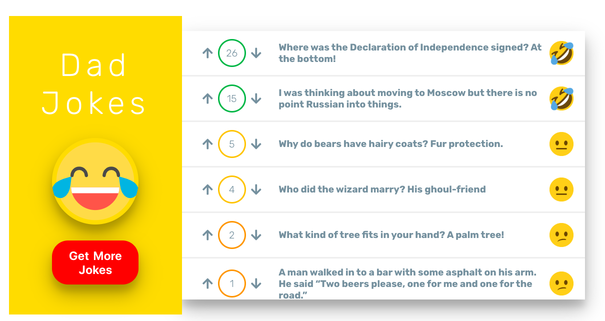 Dad
Jokes
Get More
Jokes
26
Where was the Declaration of Independence signed? At
the bottom!
15
I was thinking about moving to Moscow but there is no
point Russian into things.
5
Why do bears have hairy coats? Fur protection.
4
Who did the wizard marry? His ghoul-friend
2
What kind of tree fits in your hand? A palm tree!
1
A man walked in to a bar with some asphalt on his arm.
He said “Two beers please, one for me and one for the
road.”